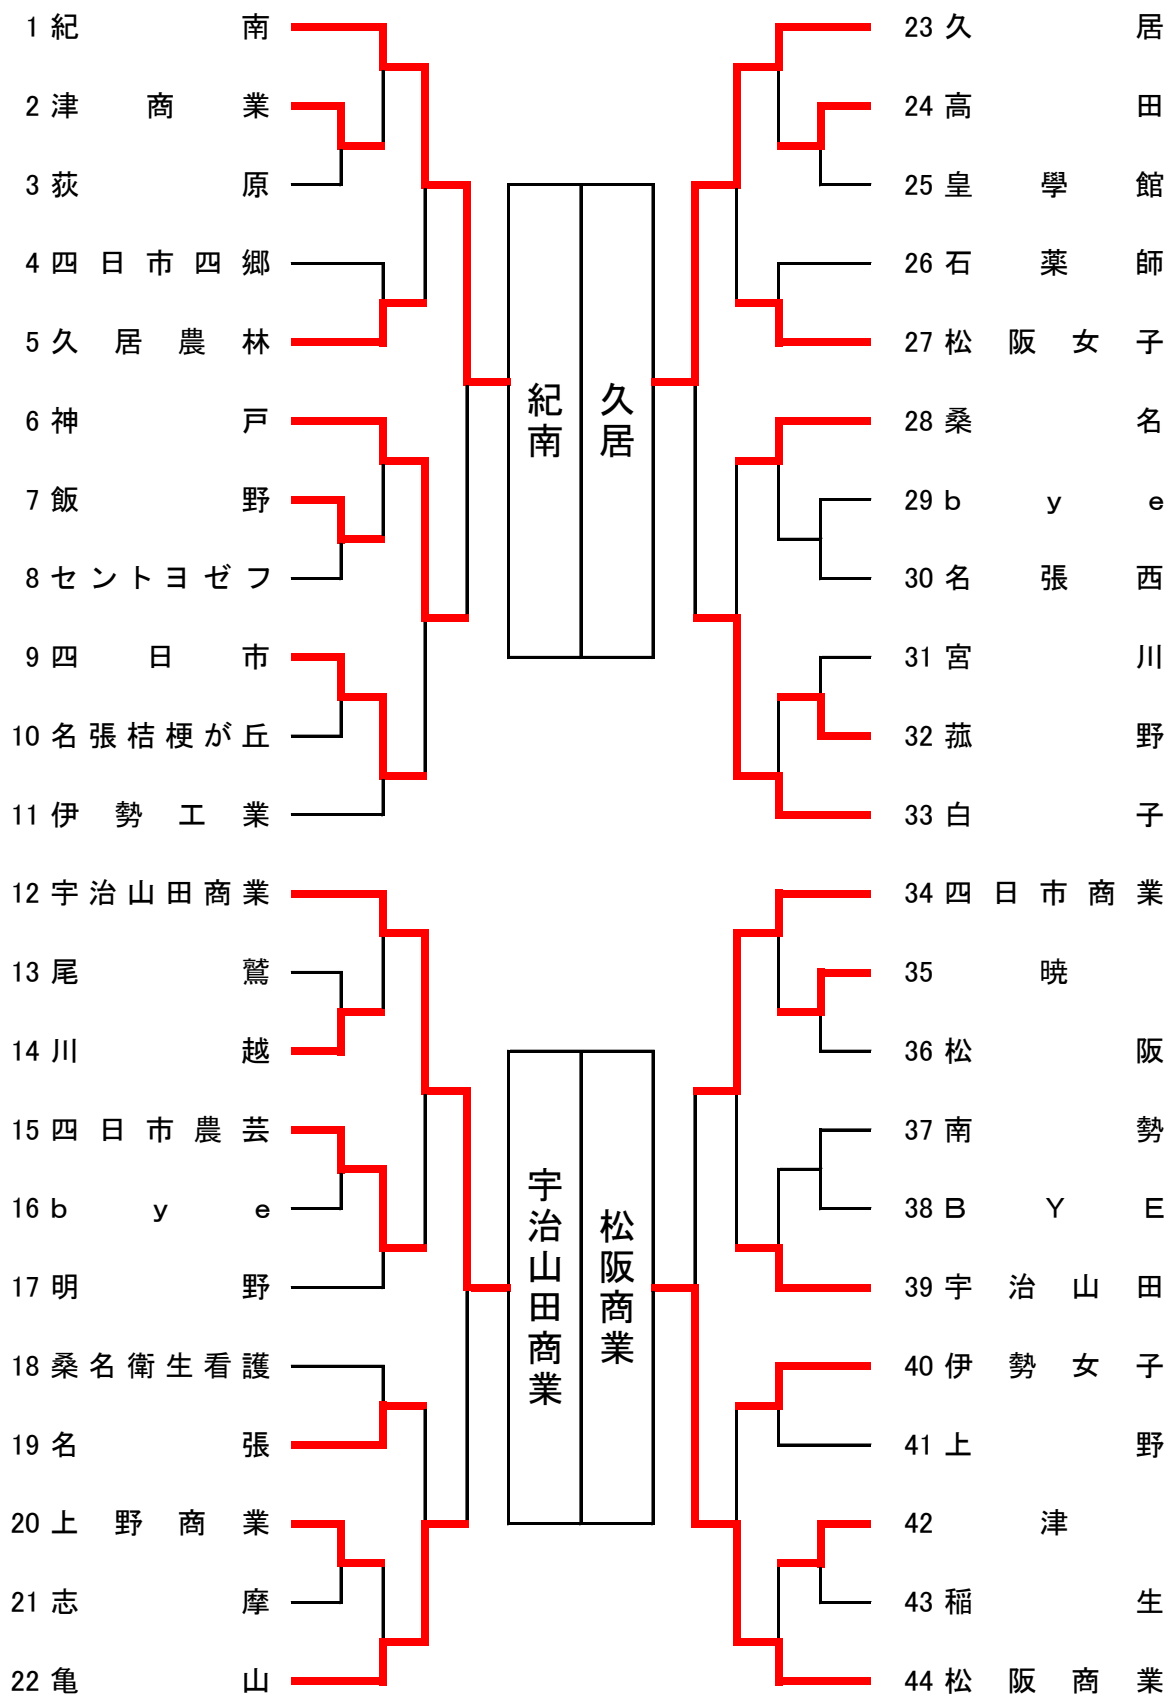 1 紀南
2 津商業
3 荻原
4 四日市四郷
5 久居農林
6 神戸
7 飯野
8 セントヨゼフ
9 四日市
10 名張桔梗が丘
11 伊勢工業
12 宇治山田商業
13 尾鷲
14 川越
15 四日市農芸
16 ｂｙｅ
17 明野
18 桑名衛生看護
19 名張
20 上野商業
21 志摩
22 亀山
紀南
久居
宇治山田商業
松阪商業
23 久居
24 高田
25 皇學館
26 石薬師
27 松阪女子
28 桑名
29 ｂｙｅ
30 名張西
31 宮川
32 菰野
33 白子
34 四日市商業
35 暁
36 松阪
37 南勢
38 ＢＹＥ
39 宇治山田
40 伊勢女子
41 上野
42 津
43 稲生
44 松阪商業